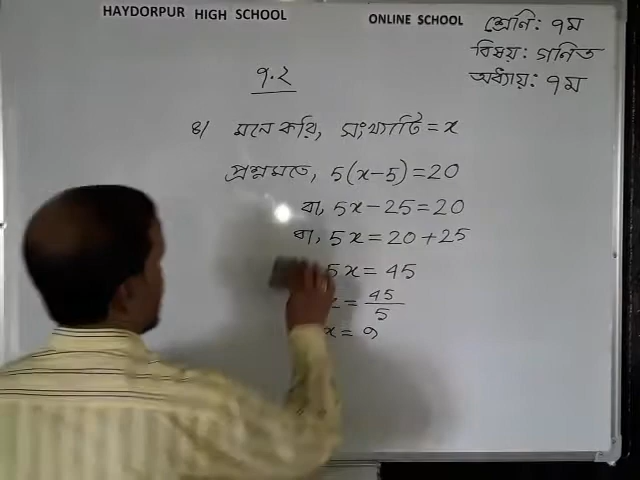 HAYDORPUR HIGH SCHOOL ONLINE SCHOOL
শ্রেনি: ৭ম
বিষয়: গনিত
অধ্যায়: ৭ম
৭.২
৪/ মনে করি, সংখ্যাটি = x
প্রশ্নমতে, 5(x-5)=20
বা, 5x-25=20
বা, 5x=20+25
5x=45
x=45/5
x=9